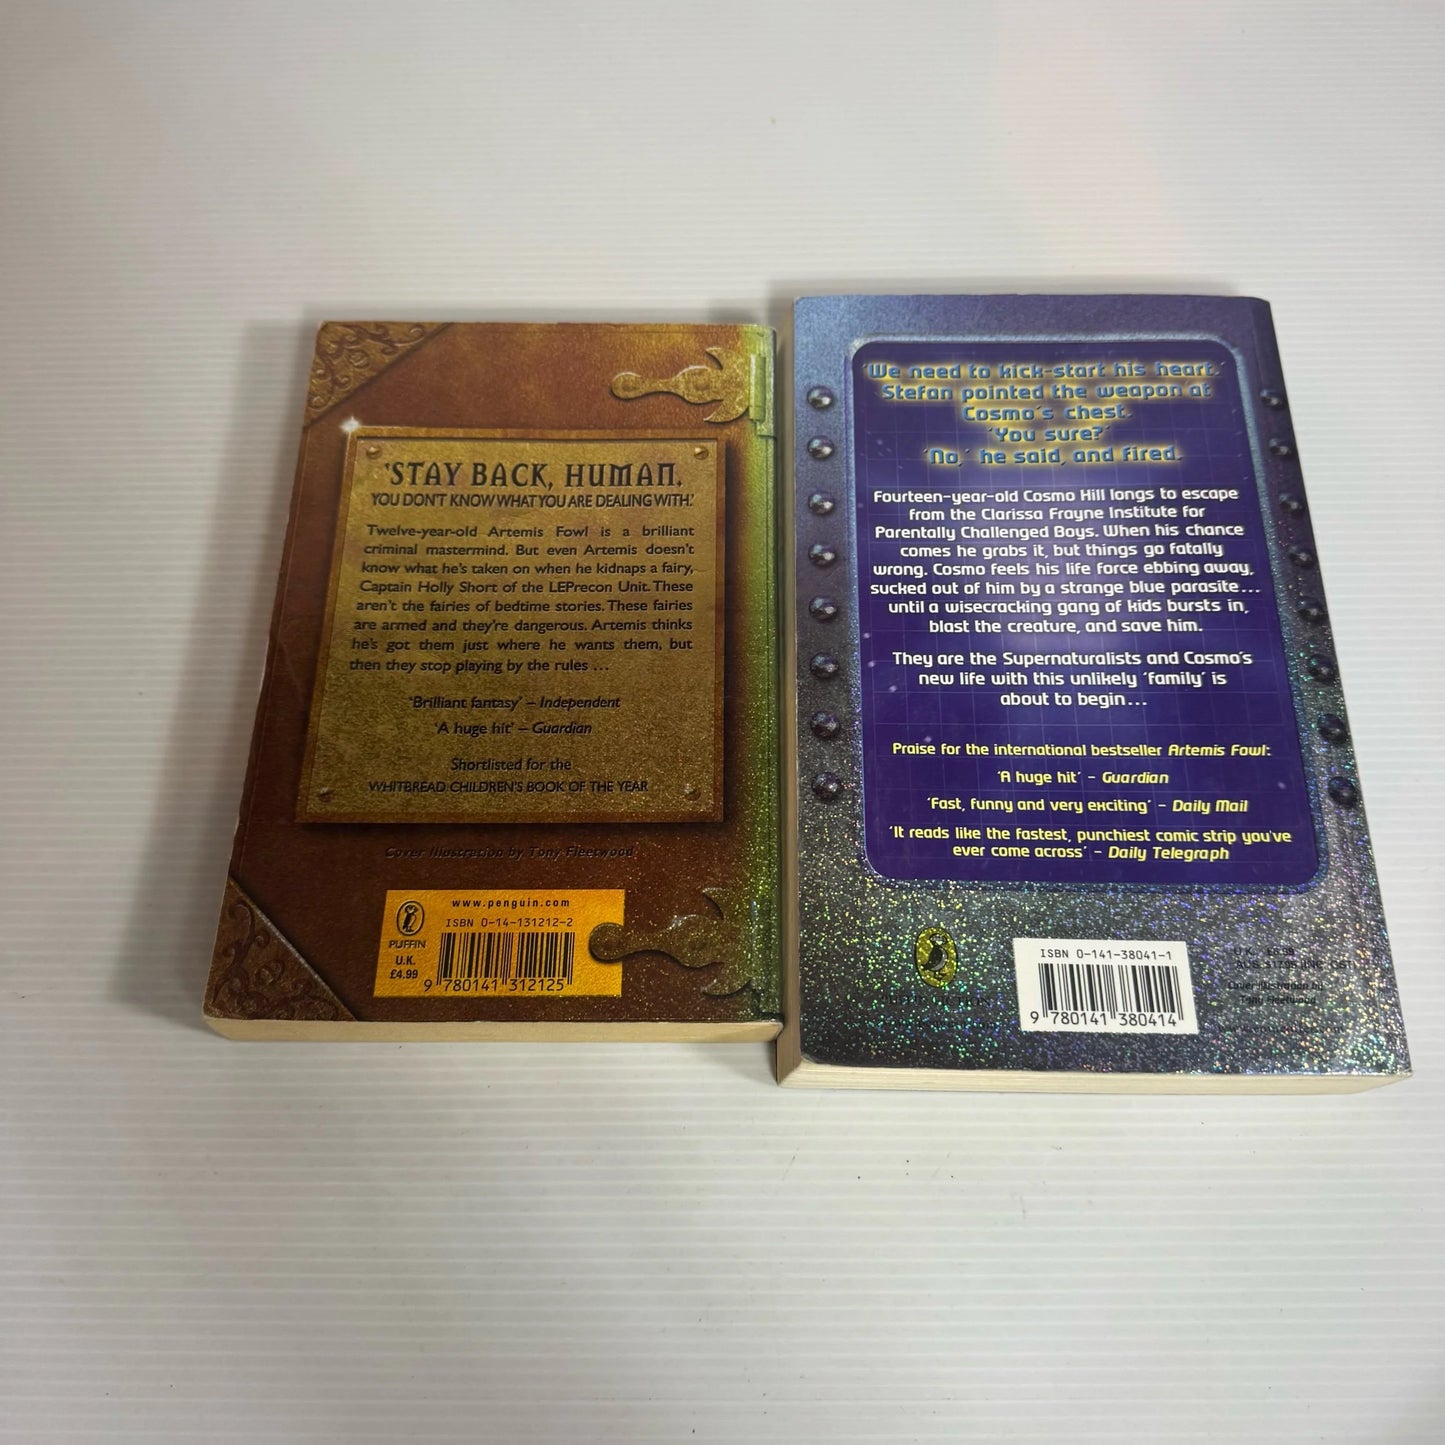 'STAY BACK, HUMAN.
YOU DON'T KNOW WHAT YOU ARE DEALING WITH.'
Twelve-year-old Artemis Fowl is a brilliant
criminal mastermind. But even Artemis doesn't
know what he's taken on when he kidnaps a fairy,
Captain Holly Short of the LEPrecon Unit. These
aren't the fairies of bedtime stories. These fairies
are armed and they're dangerous. Artemis thinks
he's got them just where he wants them, but
then they stop playing by the rules ...
'Brilliant fantasy' – Independent
'A huge hit' – Guardian
Shortlisted for the
WHITBREAD CHILDREN'S BOOK OF THE YEAR
Cover illustration by Tony Fleetwood
www.penguin.com
ISBN 0-14-131212-2
PUFFIN
U.K.
£4.99
9 780141 312125
'We need to kick-start his heart.'
Stefan pointed the weapon at
Cosmo's chest.
'You sure?'
'No,' he said, and fired.
Fourteen-year-old Cosmo Hill longs to escape
from the Clarissa Frayne Institute for
Parentally Challenged Boys. When his chance
comes he grabs it, but things go fatally
wrong. Cosmo feels his life force ebbing away,
sucked out of him by a strange blue parasite...
until a wisecracking gang of kids bursts in,
blast the creature, and save him.
They are the Supernaturalists and Cosmo's
new life with this unlikely 'family' is
about to begin...
Praise for the international bestseller Artemis Fowl:
'A huge hit' – Guardian
'Fast, funny and very exciting' – Daily Mail
'It reads like the fastest, punchiest comic strip you've
ever come across' – Daily Telegraph
ISBN 0-141-38041-1
9 780141 380414
U.K.
Cover illustration by
Tony Fleetwood